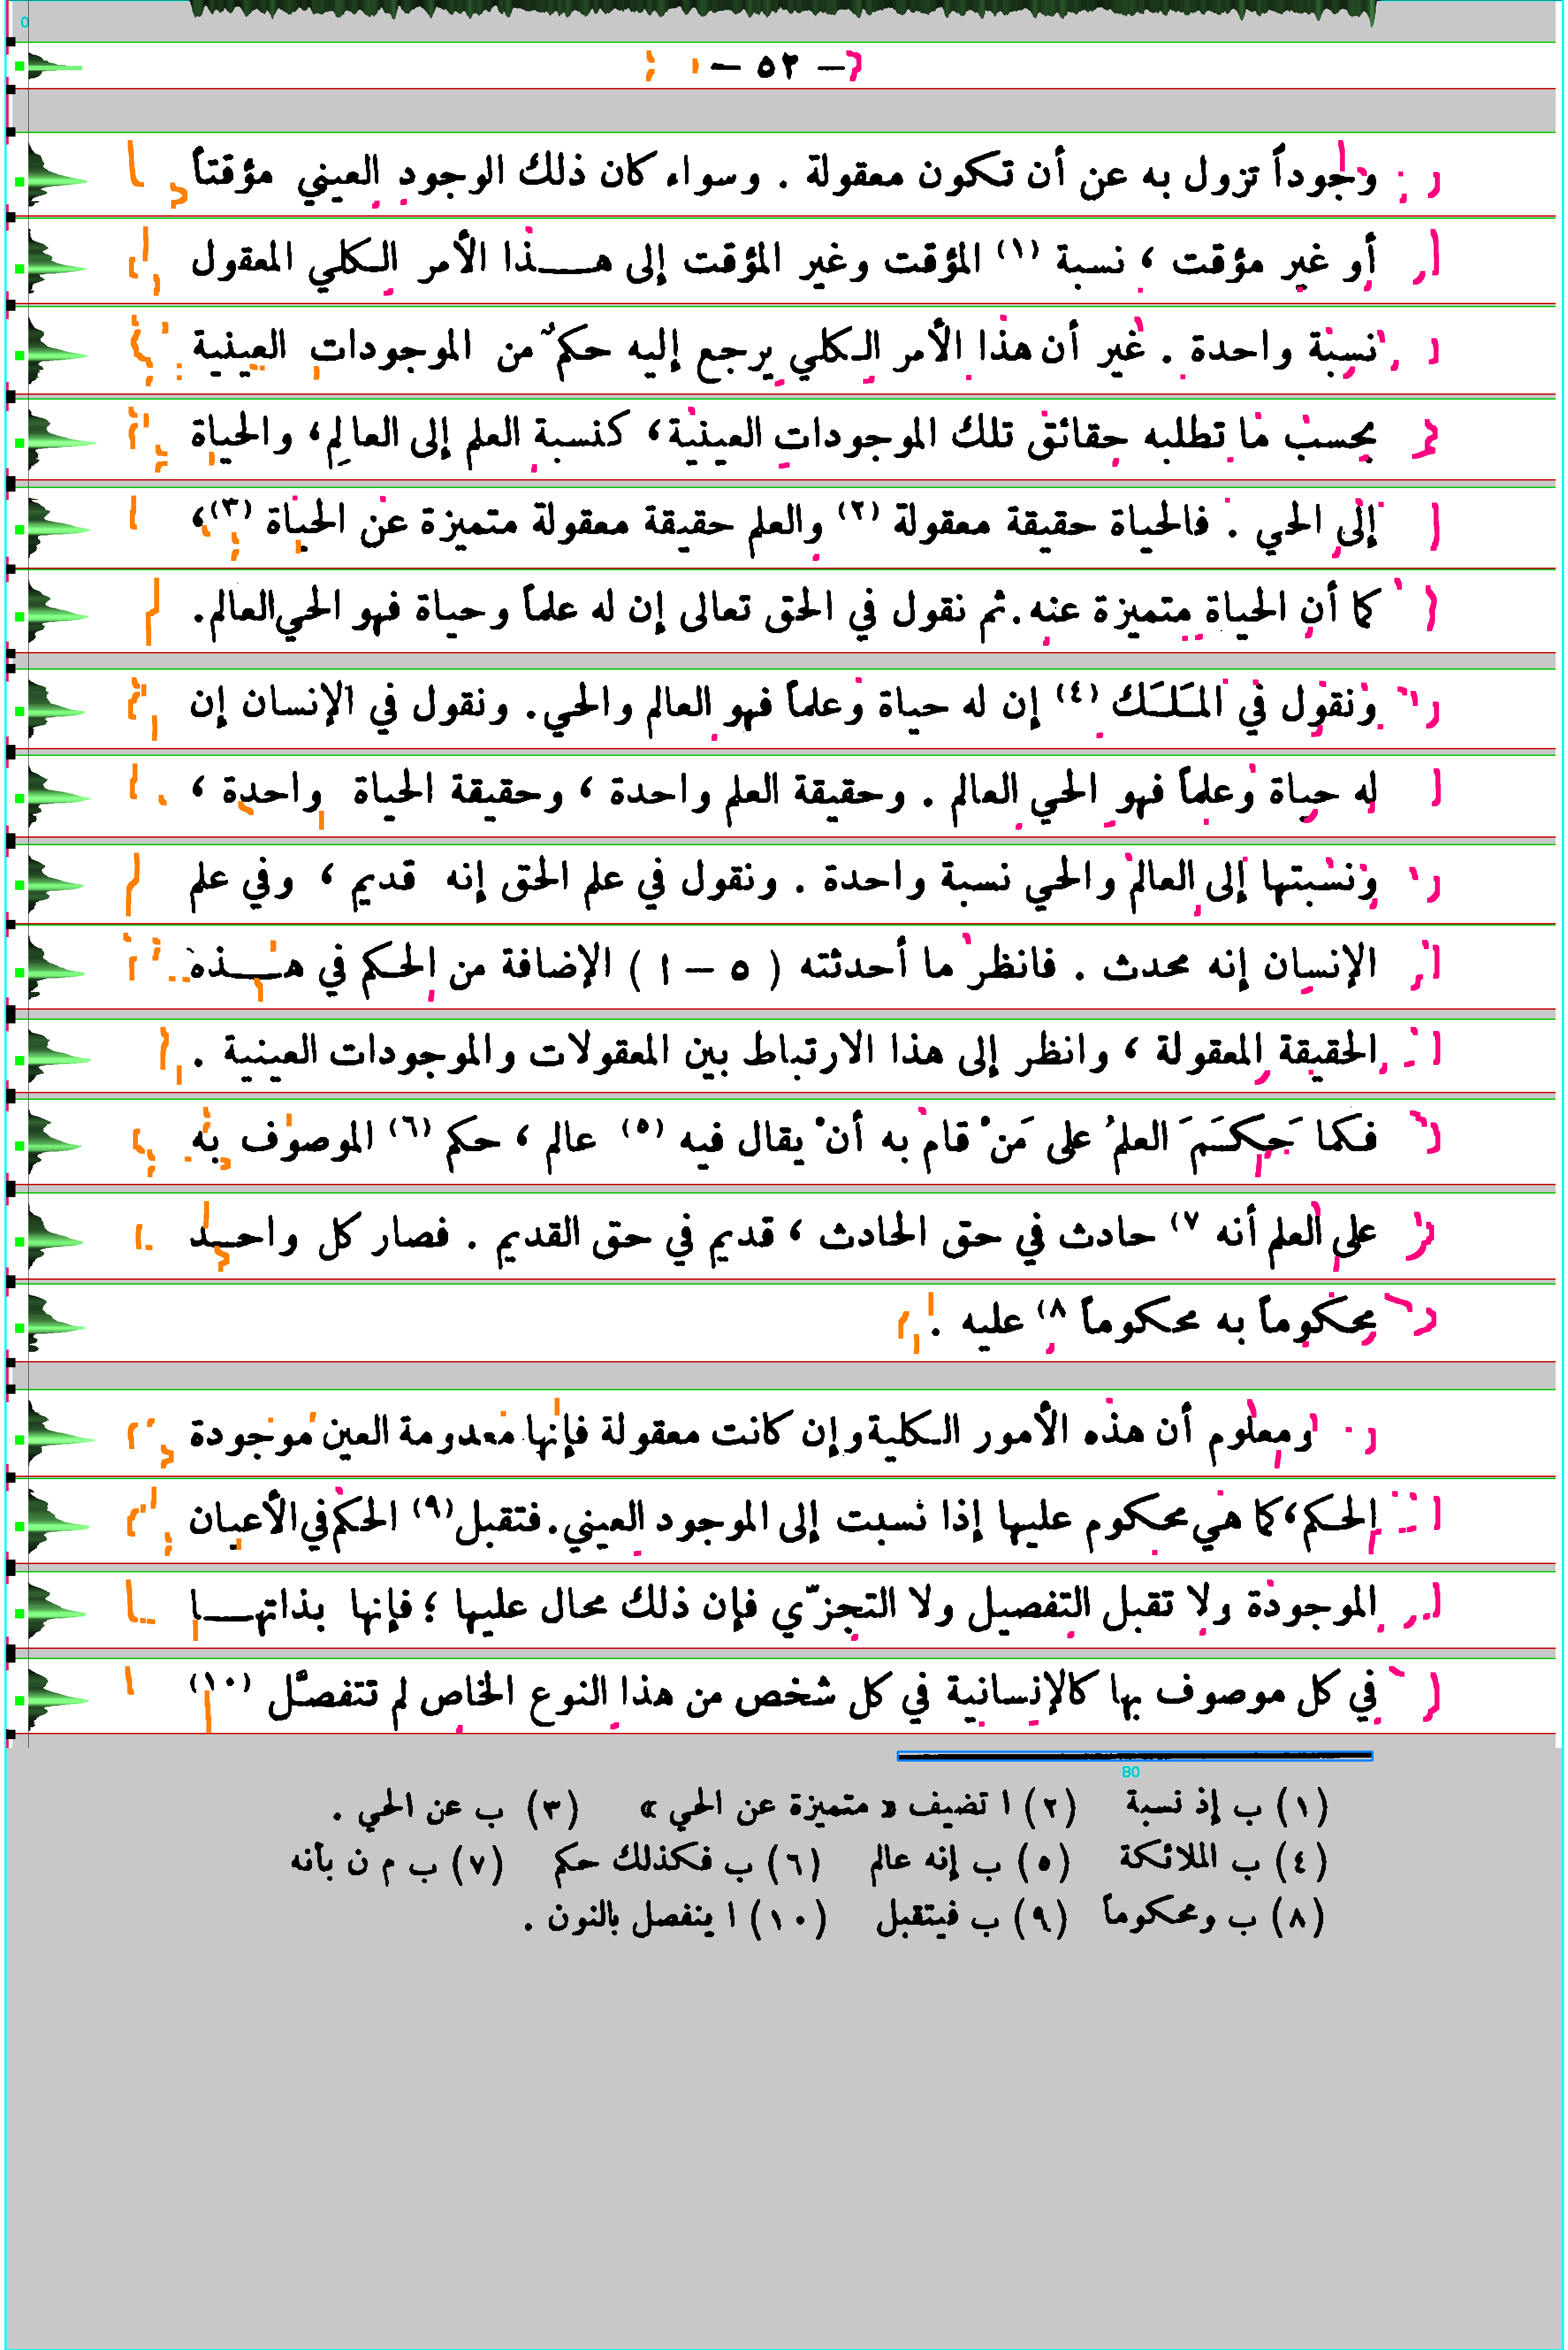 — ٥٢ —
وجوداً تزول به عن أن تكون معقولة . وسواء كان ذلك الوجود العيني مؤقتاً
أو غير مؤقت ، نسبة (١) المؤقت وغير المؤقت إلى هـــذا الأمر الكلي المعقول
نسبة واحدة . غير أن هذا الأمر الكلي يرجع إليه حكمٌ من الموجودات العينية
بحسب ما تطلبه حقائق تلك الموجودات العينية، كنسبة العلم إلى العالِم، والحياة
إلى الحي . فالحياة حقيقة معقولة (٢) والعلم حقيقة معقولة متميزة عن الحياة (٣)،
كما أن الحياة متميزة عنه. ثم نقول في الحق تعالى إن له علماً وحياة فهو الحي العالم.
ونقول في المَلَك (٤) إن له حياة وعلماً فهو العالم والحي. ونقول في الإنسان إن
له حياة وعلماً فهو الحي العالم . وحقيقة العلم واحدة ، وحقيقة الحياة واحدة ،
ونسبتها إلى العالم والحي نسبة واحدة . ونقول في علم الحق إنه قديم ، وفي علم
الإنسان إنه محدث . فانظر ما أحدثته ( ٥ – ا ) الإضافة من الحكم في هـــذه
الحقيقة المعقولة ، وانظر إلى هذا الارتباط بين المعقولات والموجودات العينية .
فكما حَكَمَ العلمُ على مَنْ قام به أنْ يقال فيه (٥) عالم ، حكم (٦) الموصوف به
على العلم أنه ٧) حادث في حق الحادث ، قديم في حق القديم . فصار كل واحــد
محكوماً به محكوماً ٨) عليه .
ومعلوم أن هذه الأمور الكلية وإن كانت معقولة فإنها معدومة العين موجودة
الحكم، كما هي محكوم عليها إذا نسبت إلى الموجود العيني. فتقبل (٩) الحكم في الأعيان
الموجودة ولا تقبل التفصيل ولا التجزّي فإن ذلك محال عليها ؛ فإنها بذاتهــا
في كل موصوف بها كالإنسانية في كل شخص من هذا النوع الخاص لم تتفصَّل (١٠)
(١) ب إذ نسبة (٢) ا تضيف « متميزة عن الحي » (٣) ب عن الحي .
(٤) ب الملائكة (٥) ب إنه عالم (٦) ب فكذلك حكم (٧) ب م ن بأنه
(٨) ب ومحكوماً (٩) ب فيتقبل (١٠) ا ينفصل بالنون .
0
B0